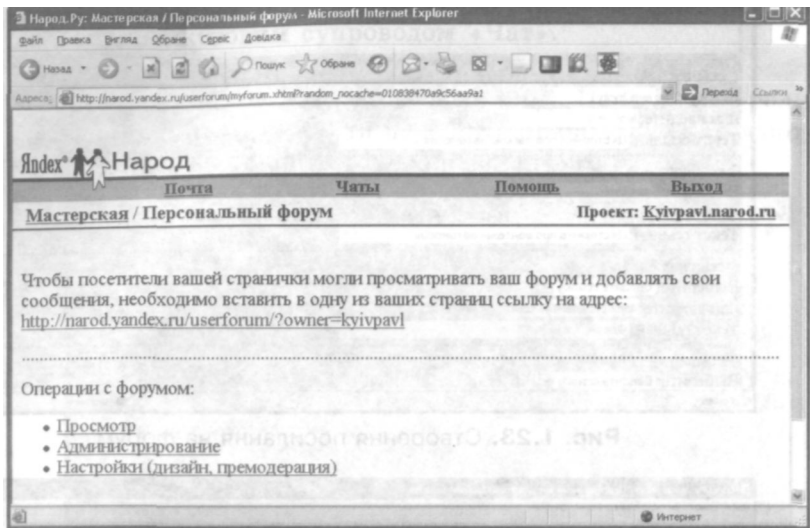 Народ.Ру: Мастерская / Персональный форум - Microsoft Internet Explorer
Файл Правка Вигляд Обране Сервіс Довідка
Назад Пошук Обране
Адреса: http://narod.yandex.ru/userforum/myforum.xhtml?random_nocache=010838470a9c56aa9a1 Перехід Ссылки »
Яndex® Народ
Почта Чаты Помощь Выход
Мастерская / Персональный форум Проект: Kyivpavl.narod.ru
Чтобы посетители вашей странички могли просматривать ваш форум и добавлять свои
сообщения, необходимо вставить в одну из ваших страниц ссылку на адрес:
http://narod.yandex.ru/userforum/?owner=kyivpavl
Операции с форумом:
• Просмотр
• Администрирование
• Настройки (дизайн, премодерация)
Интернет